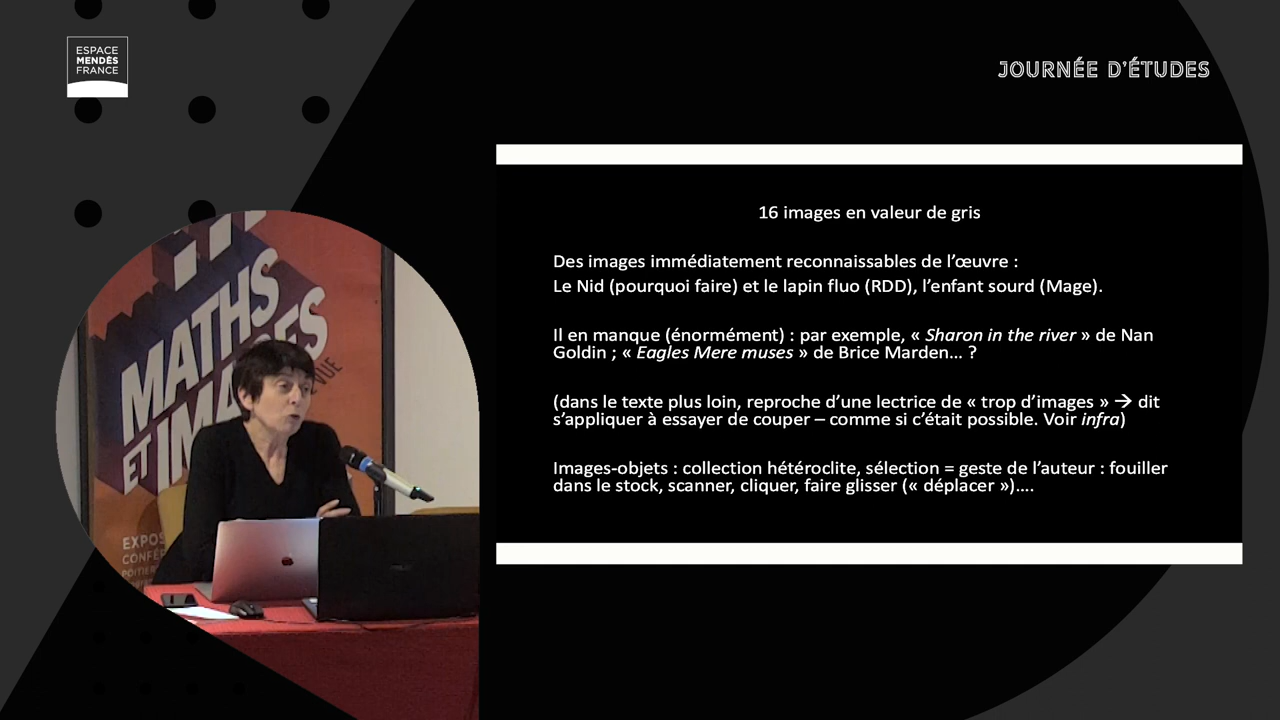 ESPACE
MENDÈS
FRANCE
JOURNÉE D'ÉTUDES
16 images en valeur de gris
Des images immédiatement reconnaissables de l'œuvre :
Le Nid (pourquoi faire) et le lapin fluo (RDD), l'enfant sourd (Mage).
Il en manque (énormément) : par exemple, « Sharon in the river » de Nan
Goldin ; « Eagles Mere muses » de Brice Marden... ?
(dans le texte plus loin, reproche d'une lectrice de « trop d'images » → dit
s'appliquer à essayer de couper – comme si c'était possible. Voir infra)
Images-objets : collection hétéroclite, sélection = geste de l'auteur : fouiller
dans le stock, scanner, cliquer, faire glisser (« déplacer »)....
MATHS
ET